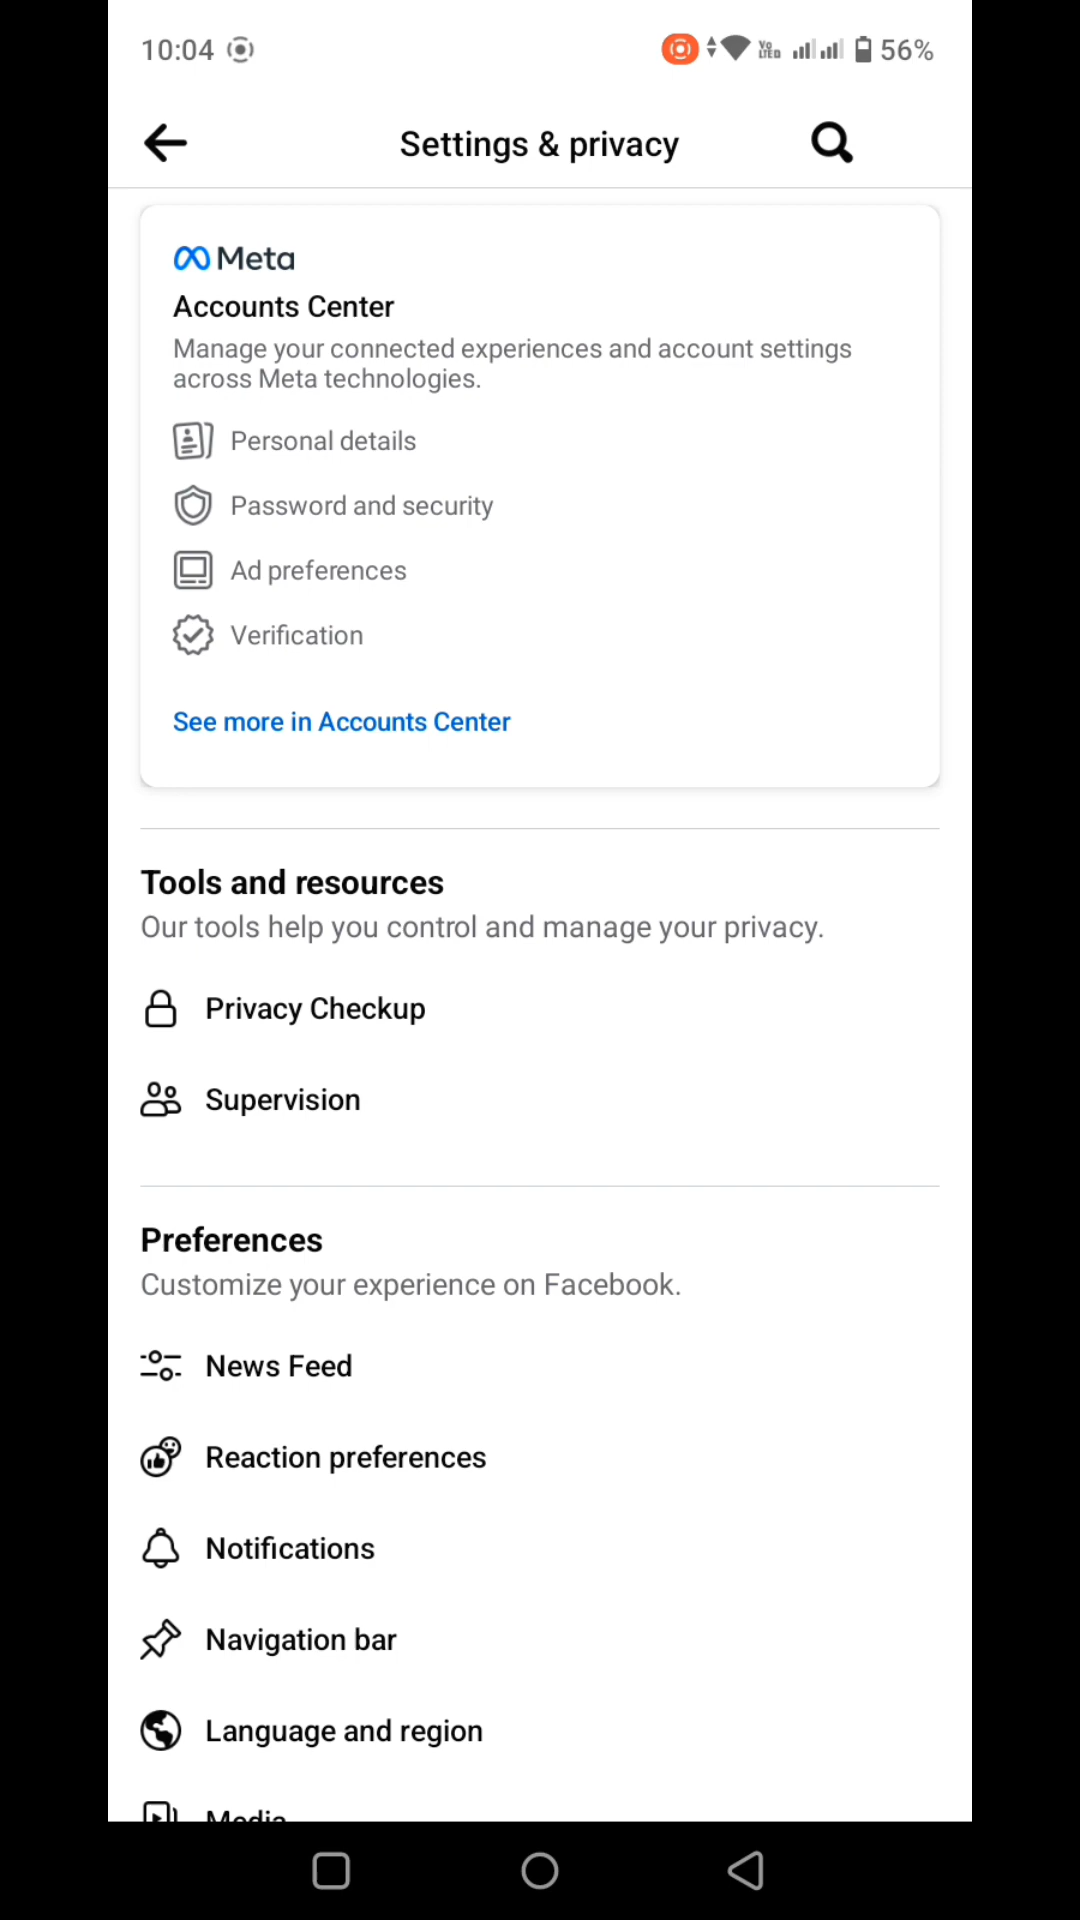 10:04
Vo LTED 56%
Settings & privacy
Meta
Accounts Center
Manage your connected experiences and account settings
across Meta technologies.
Personal details
Password and security
Ad preferences
Verification
See more in Accounts Center
Tools and resources
Our tools help you control and manage your privacy.
Privacy Checkup
Supervision
Preferences
Customize your experience on Facebook.
News Feed
Reaction preferences
Notifications
Navigation bar
Language and region
Media